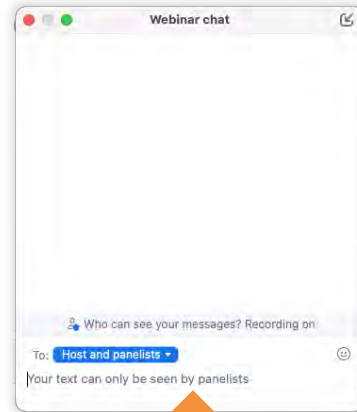 Webinar chat
Who can see your messages? Recording on
To: Host and panelists
Your text can only be seen by panelists